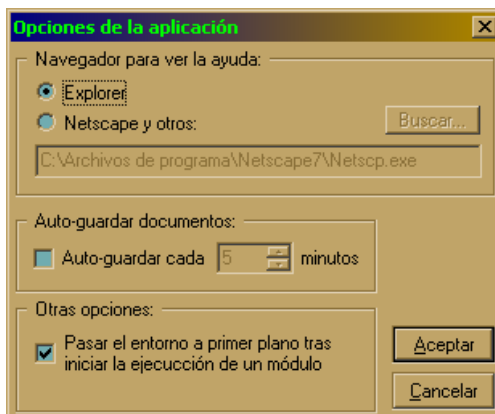 Opciones de la aplicación
Navegador para ver la ayuda:
Explorer
Netscape y otros:
Buscar...
C:\Archivos de programa\Netscape7\Netscp.exe
Auto-guardar documentos:
Auto-guardar cada 5 minutos
Otras opciones:
Pasar el entorno a primer plano tras
iniciar la ejecucción de un módulo
Aceptar
Cancelar